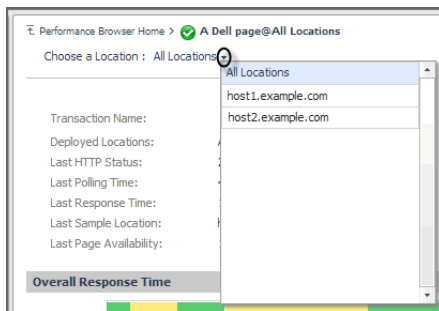 Performance Browser Home > A Dell page@All Locations
Choose a Location : All Locations
All Locations
host1.example.com
host2.example.com
Transaction Name:
Deployed Locations:
Last HTTP Status:
Last Polling Time:
Last Response Time:
Last Sample Location:
Last Page Availability:
Overall Response Time